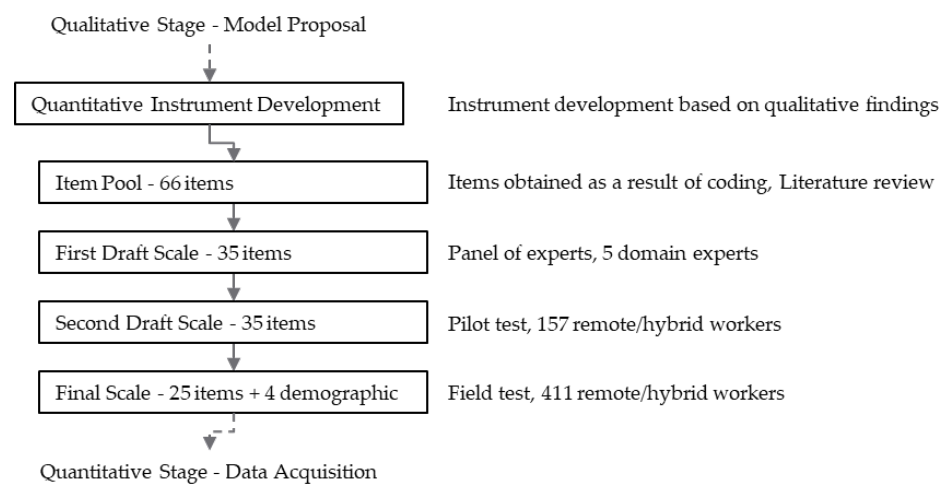 Qualitative Stage - Model Proposal
Quantitative Instrument Development
Instrument development based on qualitative findings
Item Pool - 66 items
Items obtained as a result of coding, Literature review
First Draft Scale - 35 items
Panel of experts, 5 domain experts
Second Draft Scale - 35 items
Pilot test, 157 remote/hybrid workers
Final Scale - 25 items + 4 demographic
Field test, 411 remote/hybrid workers
Quantitative Stage - Data Acquisition